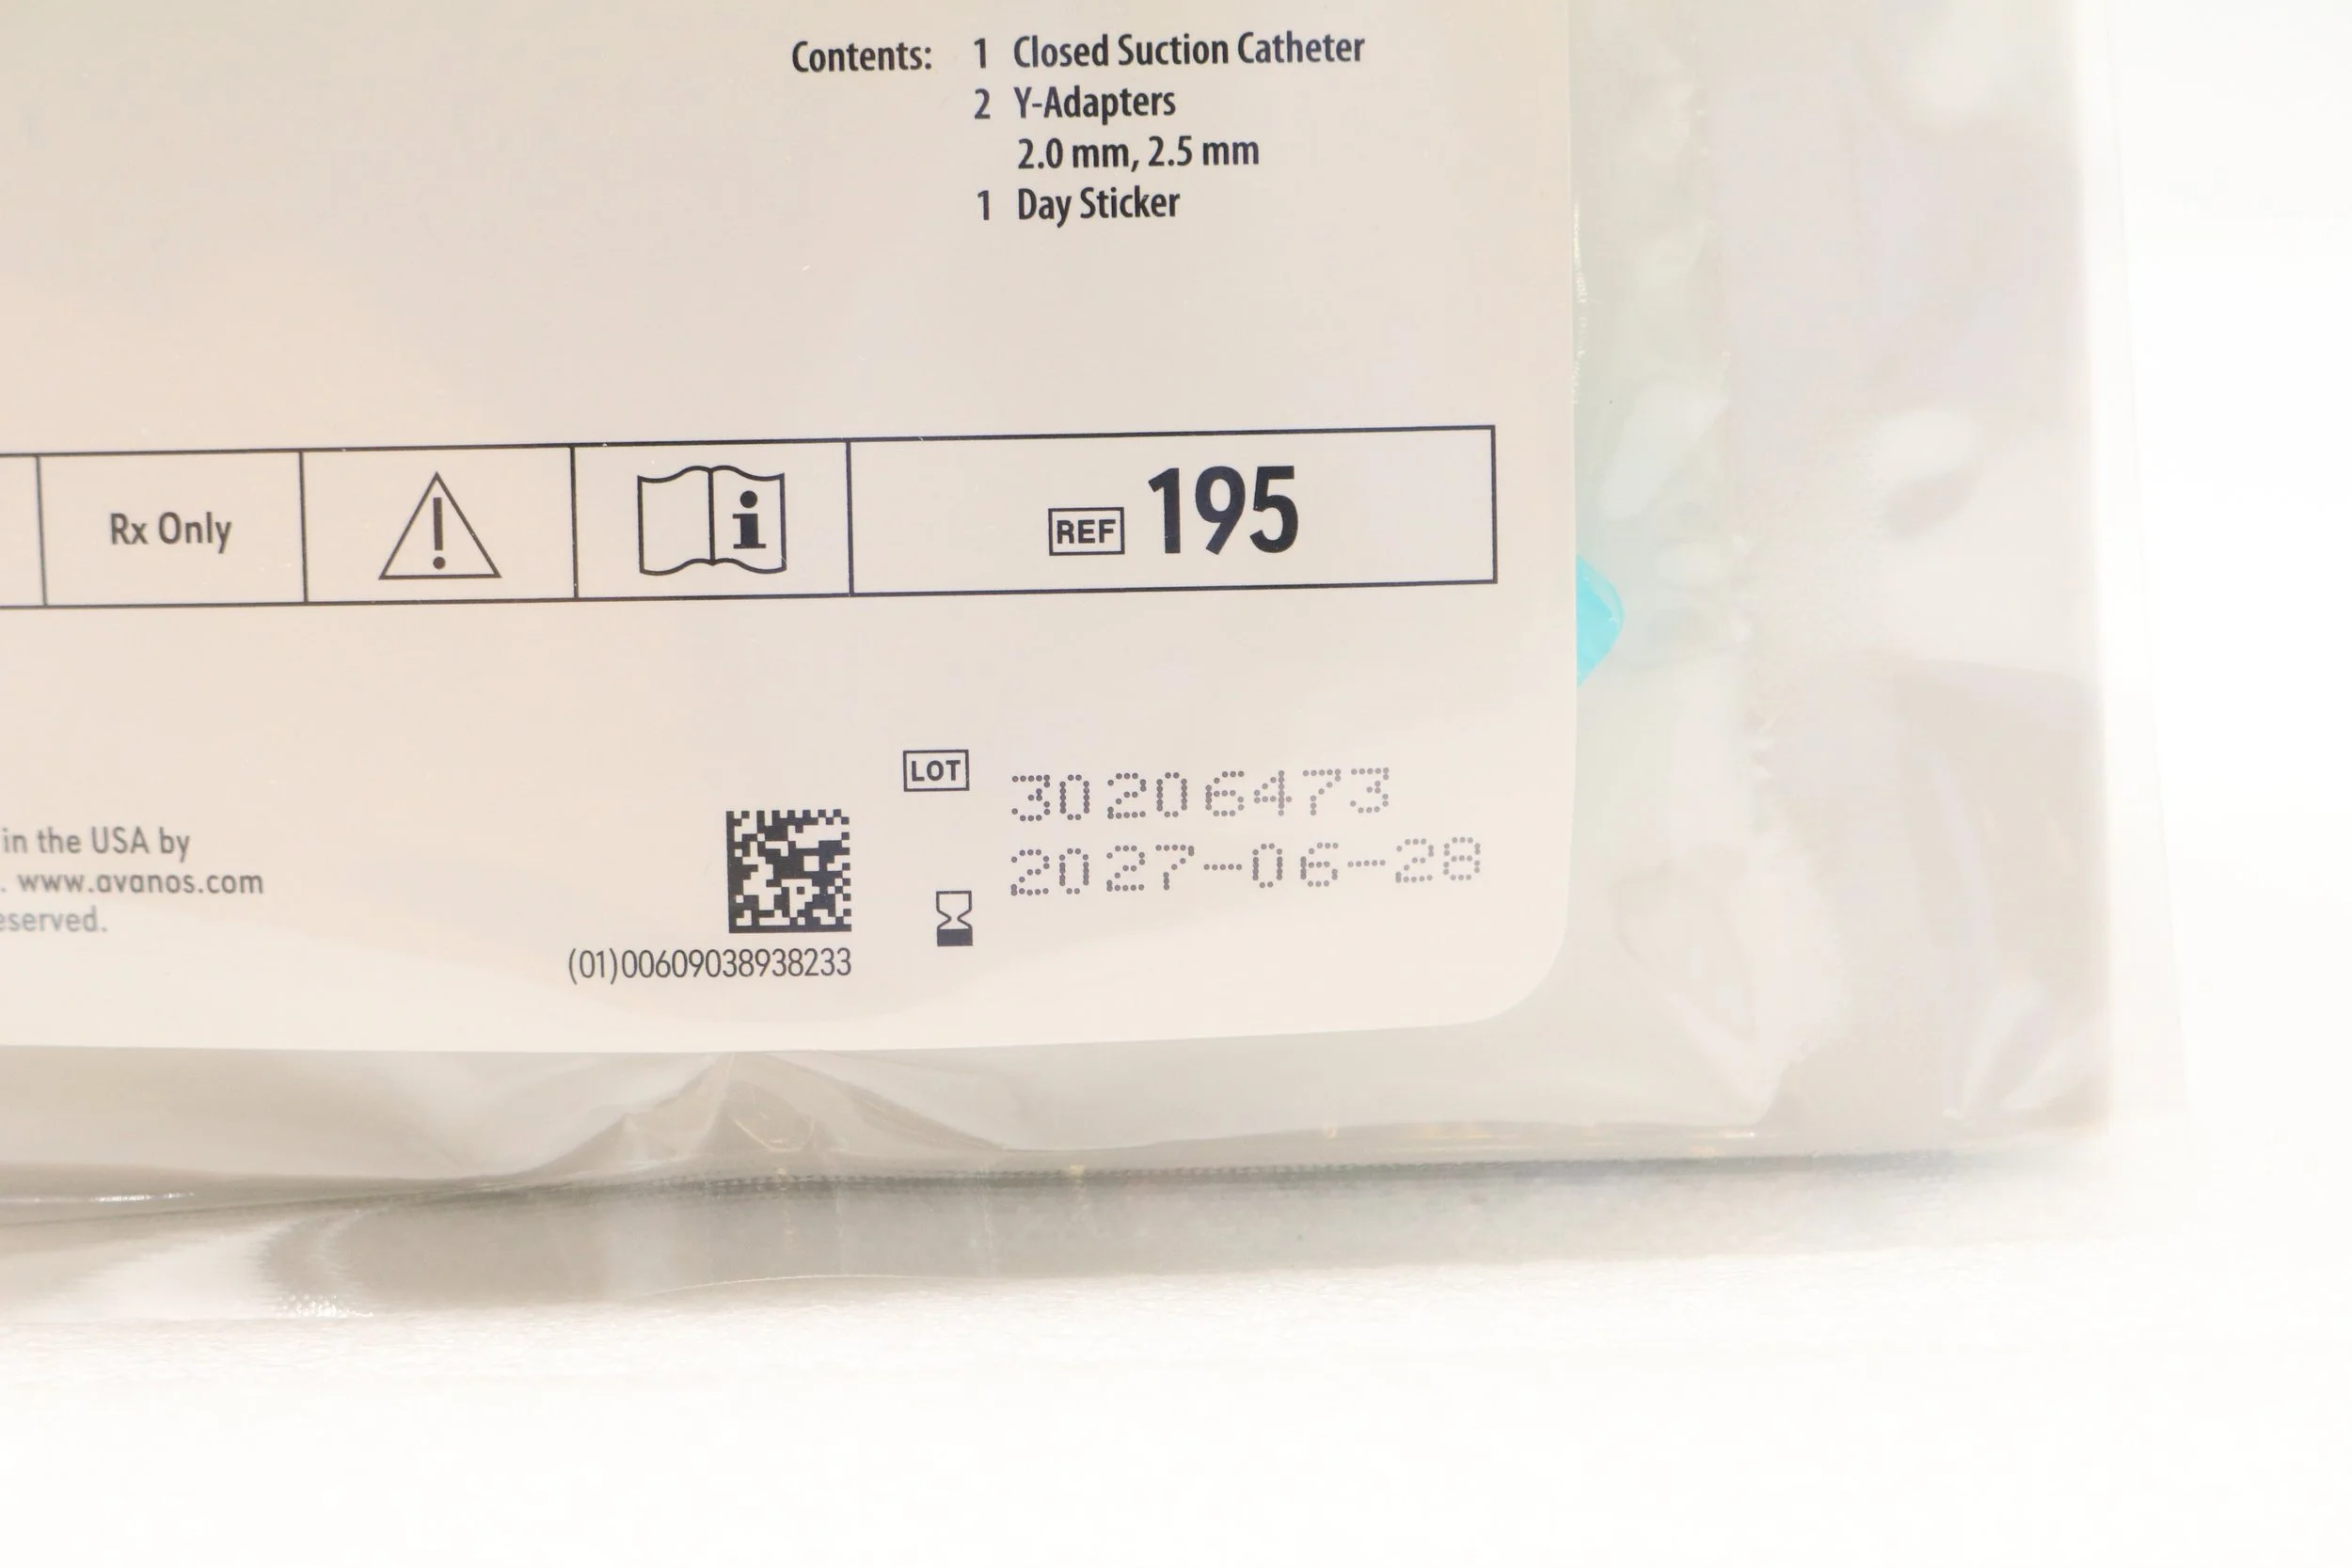 Contents: 1 Closed Suction Catheter
2 Y-Adapters
2.0 mm, 2.5 mm
1 Day Sticker
Rx Only
REF 195
LOT 30206473
2027-06-28
in the USA by
. www.avanos.com
eserved.
(01)00609038938233